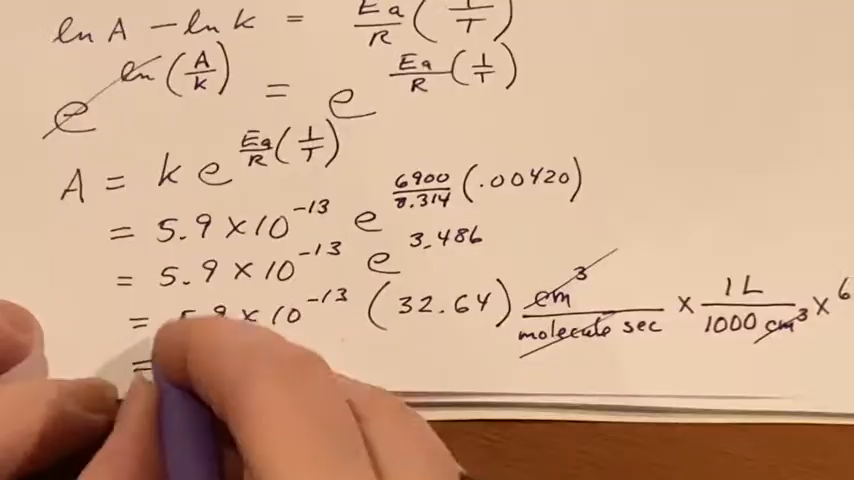 ln A - ln k = Ea/R (1/T)
e^ln(A/k) = e^Ea/R (1/T)
A = k e^Ea/R (1/T)
= 5.9 × 10^-13 e^6900/8.314 (.00420)
= 5.9 × 10^-13 e^3.486
= 5.9 × 10^-13 (32.64) cm^3/molecule sec × 1L/1000 cm^3 × 6
=